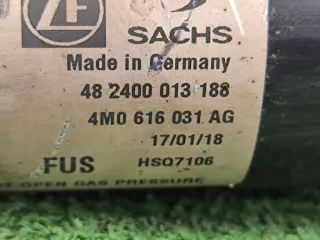 ZF SACHS
Made in Germany
48 2400 013 188
4M0 616 031 AG
17/01/18
FUS HSQ7106
OPEN GAS PRESSURE